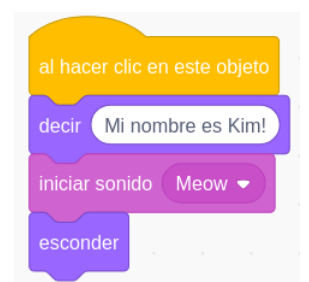 al hacer clic en este objeto
decir Mi nombre es Kim!
iniciar sonido Meow
esconder